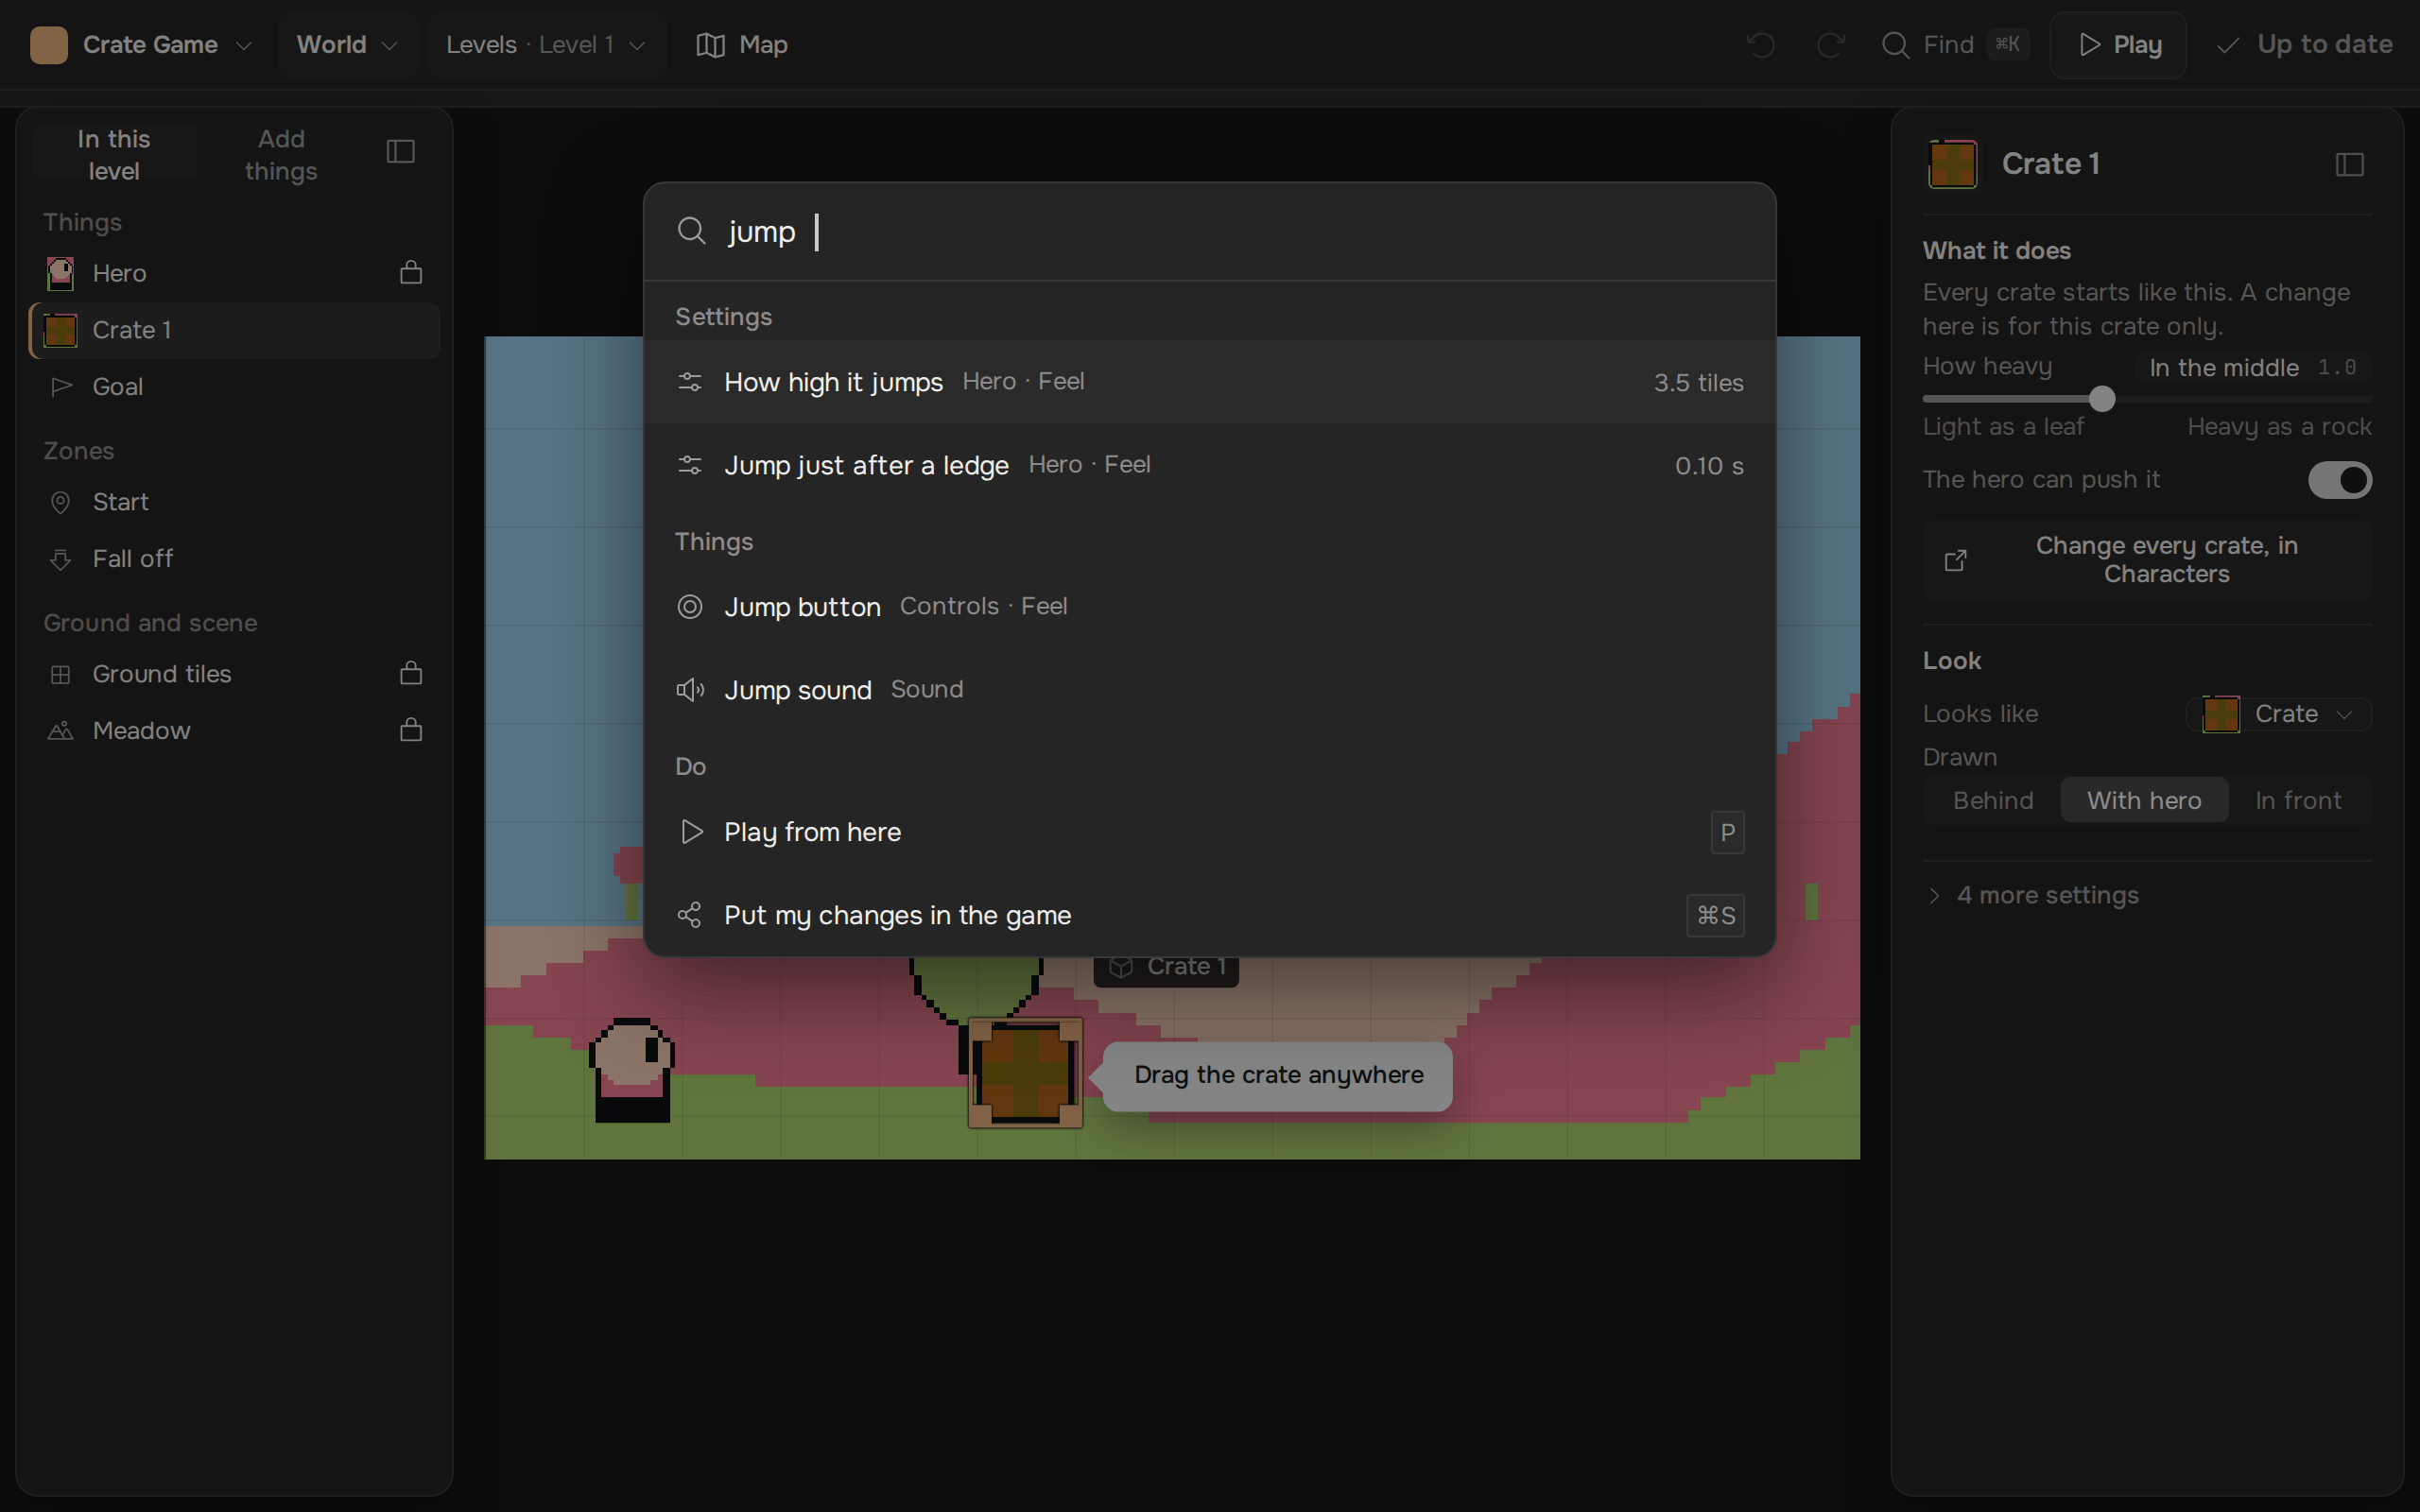 Crate Game
World
Levels · Level 1
Map
Find ⌘K
Play
Up to date
In this
level
Add
things
Things
Hero
Crate 1
Goal
Zones
Start
Fall off
Ground and scene
Ground tiles
Meadow
jump
Settings
How high it jumps Hero · Feel 3.5 tiles
Jump just after a ledge Hero · Feel 0.10 s
Things
Jump button Controls · Feel
Jump sound Sound
Do
Play from here P
Put my changes in the game ⌘S
Crate 1
Drag the crate anywhere
Crate 1
What it does
Every crate starts like this. A change
here is for this crate only.
How heavy In the middle 1.0
Light as a leaf Heavy as a rock
The hero can push it
Change every crate, in
Characters
Look
Looks like Crate
Drawn
Behind With hero In front
4 more settings